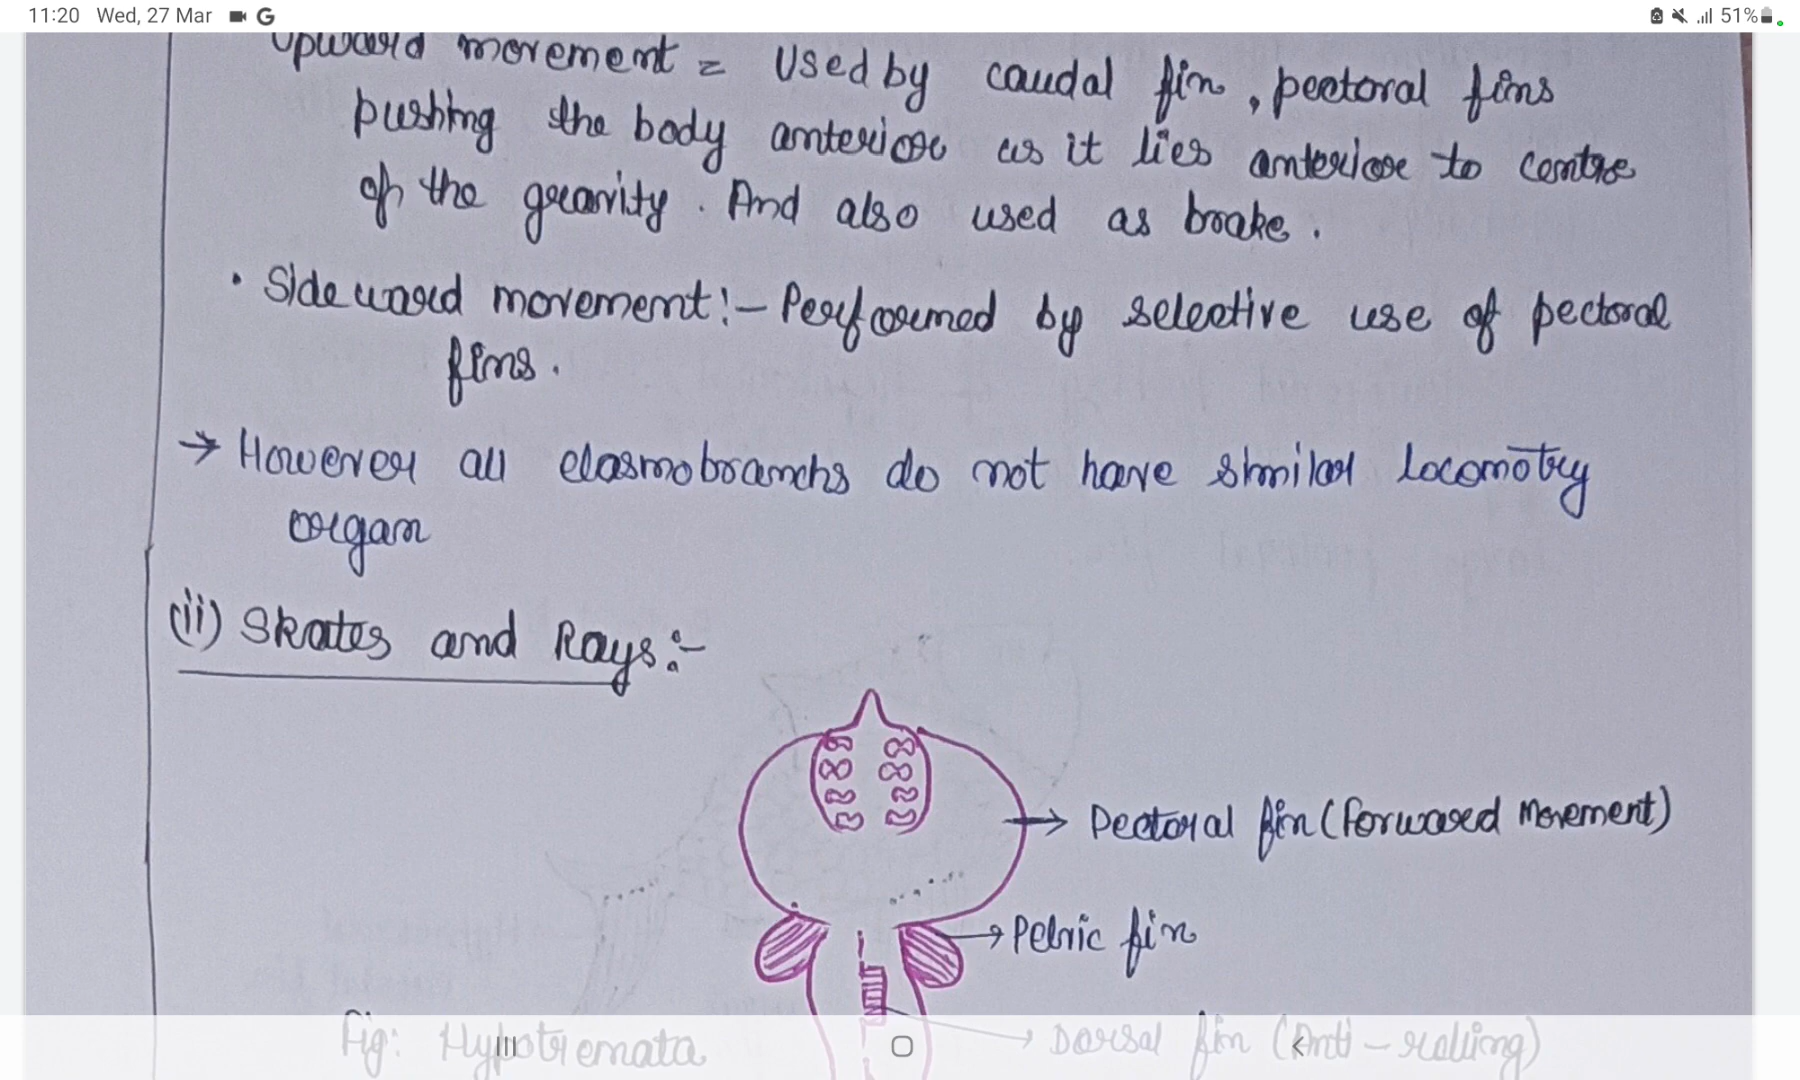 11:20 Wed, 27 Mar G 51%
Upward movement = Used by caudal fin, pectoral fins
pushing the body anterior as it lies anterior to centre
of the gravity. And also used as brake.
• Sideward movement:- Performed by selective use of pectoral
fins.
→ However all elasmobranchs do not have similar locomotry
organ
(ii) Skates and Rays:-
→ Pectoral fin (Forward Movement)
→ Pelvic fin
→ Dorsal fin (Anti-rolling)
Fig: Hypotremata